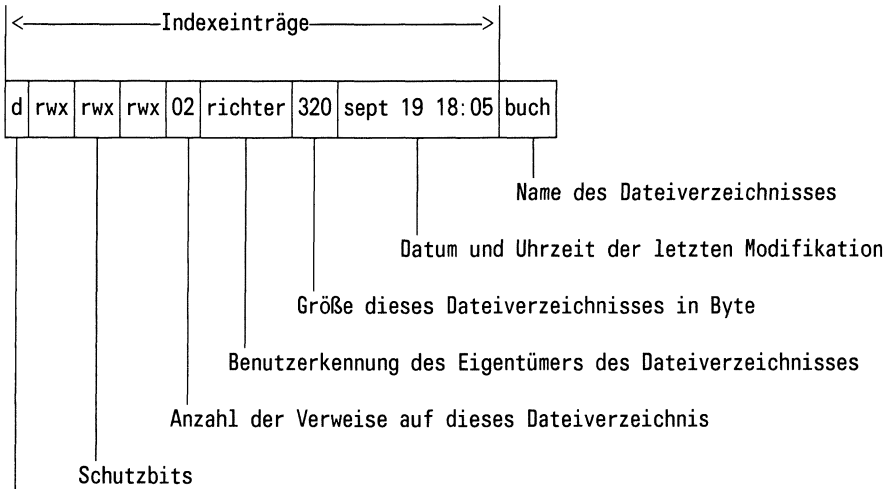 Indexeinträge
d rwx rwx rwx 02 richter 320 sept 19 18:05 buch
Name des Dateiverzeichnisses
Datum und Uhrzeit der letzten Modifikation
Größe dieses Dateiverzeichnisses in Byte
Benutzerkennung des Eigentümers des Dateiverzeichnisses
Anzahl der Verweise auf dieses Dateiverzeichnis
Schutzbits